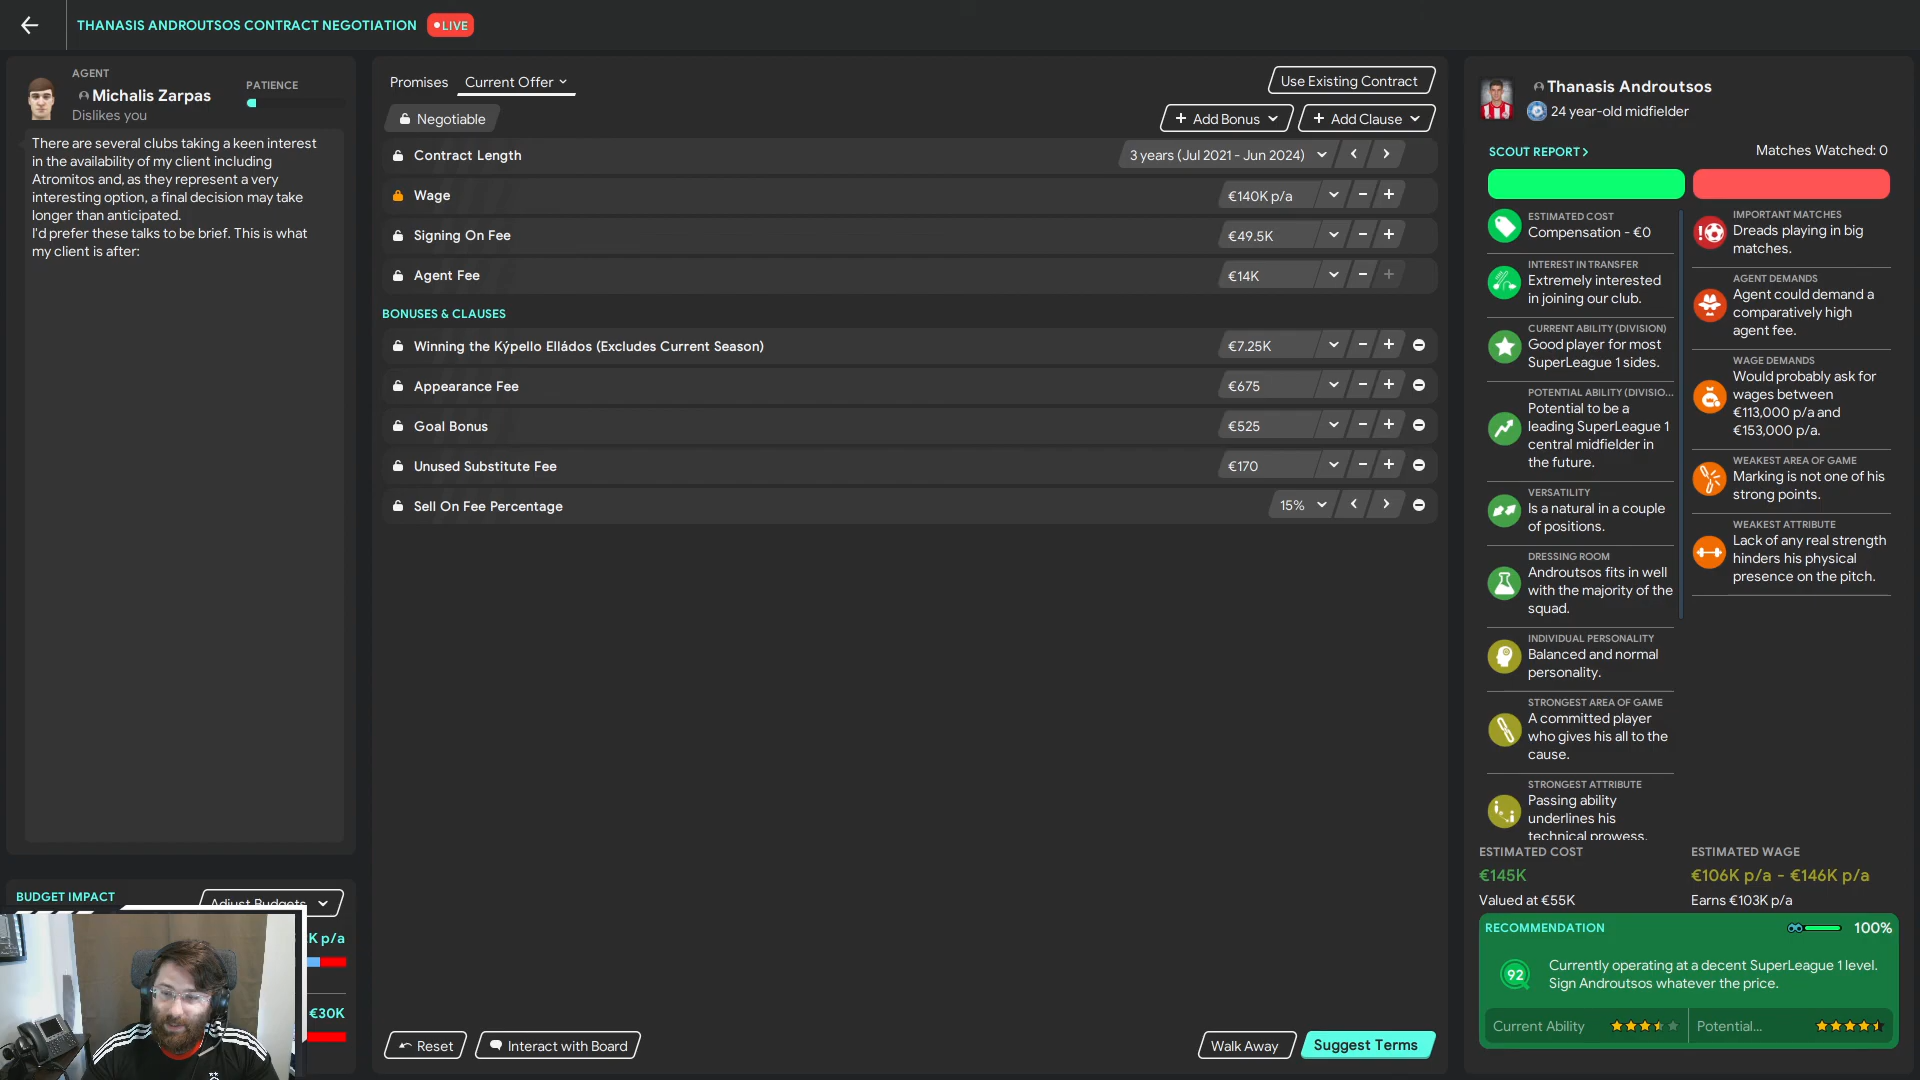 THANASIS ANDROUTSOS CONTRACT NEGOTIATION
LIVE
AGENT
Michalis Zarpas
Dislikes you
PATIENCE
There are several clubs taking a keen interest
in the availability of my client including
Atromitos and, as they represent a very
interesting option, a final decision may take
longer than anticipated.
I'd prefer these talks to be brief. This is what
my client is after:
BUDGET IMPACT
Adjust Budgets
K p/a
€30K
Promises
Current Offer
Use Existing Contract
Negotiable
+ Add Bonus
+ Add Clause
Contract Length
3 years (Jul 2021 - Jun 2024)
Wage
€140K p/a
Signing On Fee
€49.5K
Agent Fee
€14K
BONUSES & CLAUSES
Winning the Kýpello Elládos (Excludes Current Season)
€7.25K
Appearance Fee
€675
Goal Bonus
€525
Unused Substitute Fee
€170
Sell On Fee Percentage
15%
Reset
Interact with Board
Walk Away
Suggest Terms
Thanasis Androutsos
24 year-old midfielder
SCOUT REPORT >
Matches Watched: 0
ESTIMATED COST
Compensation - €0
INTEREST IN TRANSFER
Extremely interested
in joining our club.
CURRENT ABILITY (DIVISION)
Good player for most
SuperLeague 1 sides.
POTENTIAL ABILITY (DIVISIO...
Potential to be a
leading SuperLeague 1
central midfielder in
the future.
VERSATILITY
Is a natural in a couple
of positions.
DRESSING ROOM
Androutsos fits in well
with the majority of the
squad.
INDIVIDUAL PERSONALITY
Balanced and normal
personality.
STRONGEST AREA OF GAME
A committed player
who gives his all to the
cause.
STRONGEST ATTRIBUTE
Passing ability
underlines his
technical prowess.
IMPORTANT MATCHES
Dreads playing in big
matches.
AGENT DEMANDS
Agent could demand a
comparatively high
agent fee.
WAGE DEMANDS
Would probably ask for
wages between
€113,000 p/a and
€153,000 p/a.
WEAKEST AREA OF GAME
Marking is not one of his
strong points.
WEAKEST ATTRIBUTE
Lack of any real strength
hinders his physical
presence on the pitch.
ESTIMATED COST
€145K
Valued at €55K
ESTIMATED WAGE
€106K p/a - €146K p/a
Earns €103K p/a
RECOMMENDATION
100%
92
Currently operating at a decent SuperLeague 1 level.
Sign Androutsos whatever the price.
Current Ability
Potential...